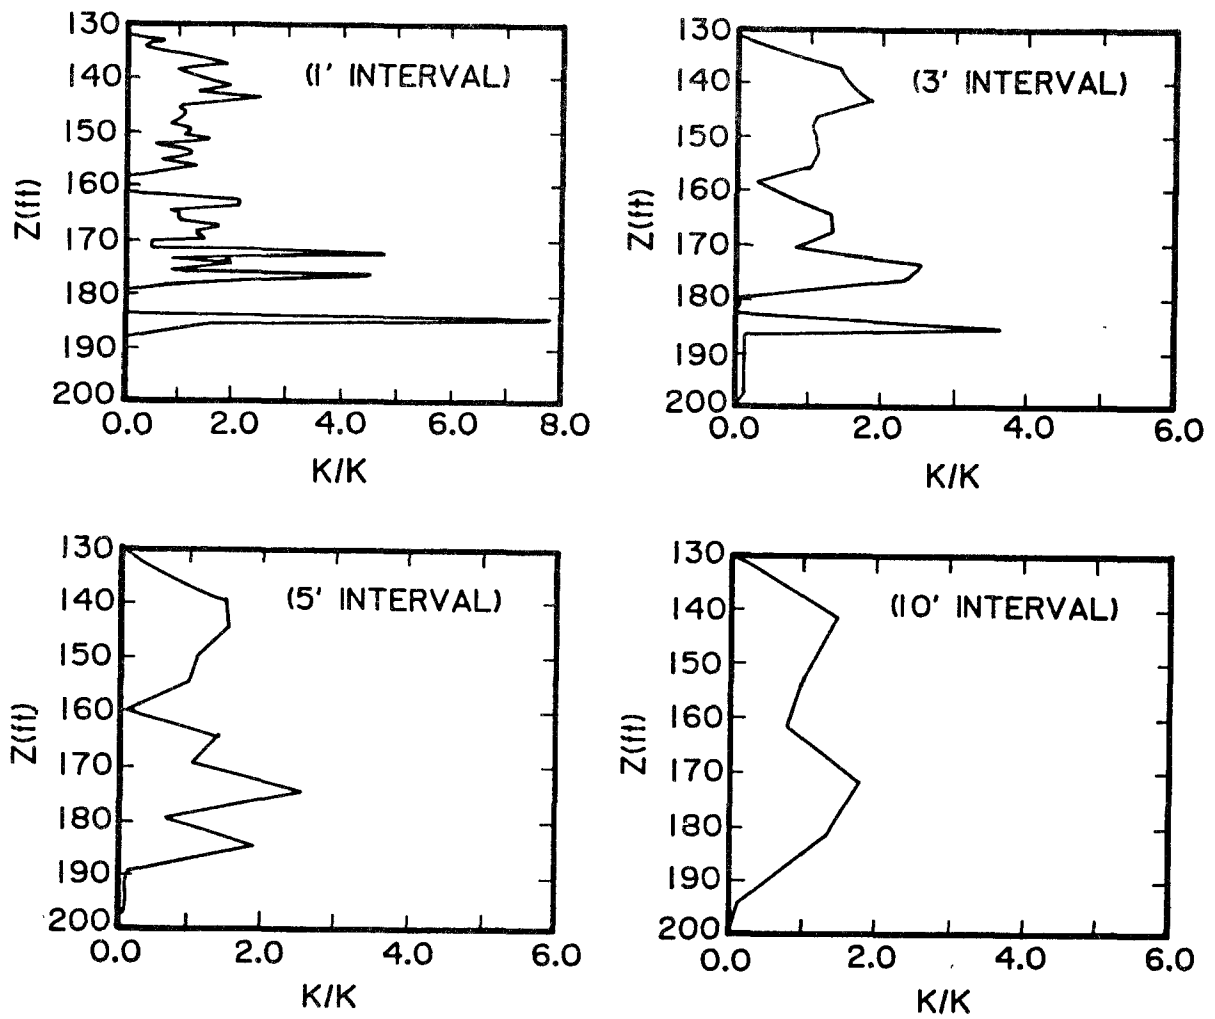 130
140
150
160
170
180
190
200
Z(ft)
(1' INTERVAL)
0.0 2.0 4.0 6.0 8.0
K/K
130
140
150
160
170
180
190
200
Z(ft)
(3' INTERVAL)
0.0 2.0 4.0 6.0
K/K
130
140
150
160
170
180
190
200
Z(ft)
(5' INTERVAL)
0.0 2.0 4.0 6.0
K/K
130
140
150
160
170
180
190
200
Z(ft)
(10' INTERVAL)
0.0 2.0 4.0 6.0
K/K